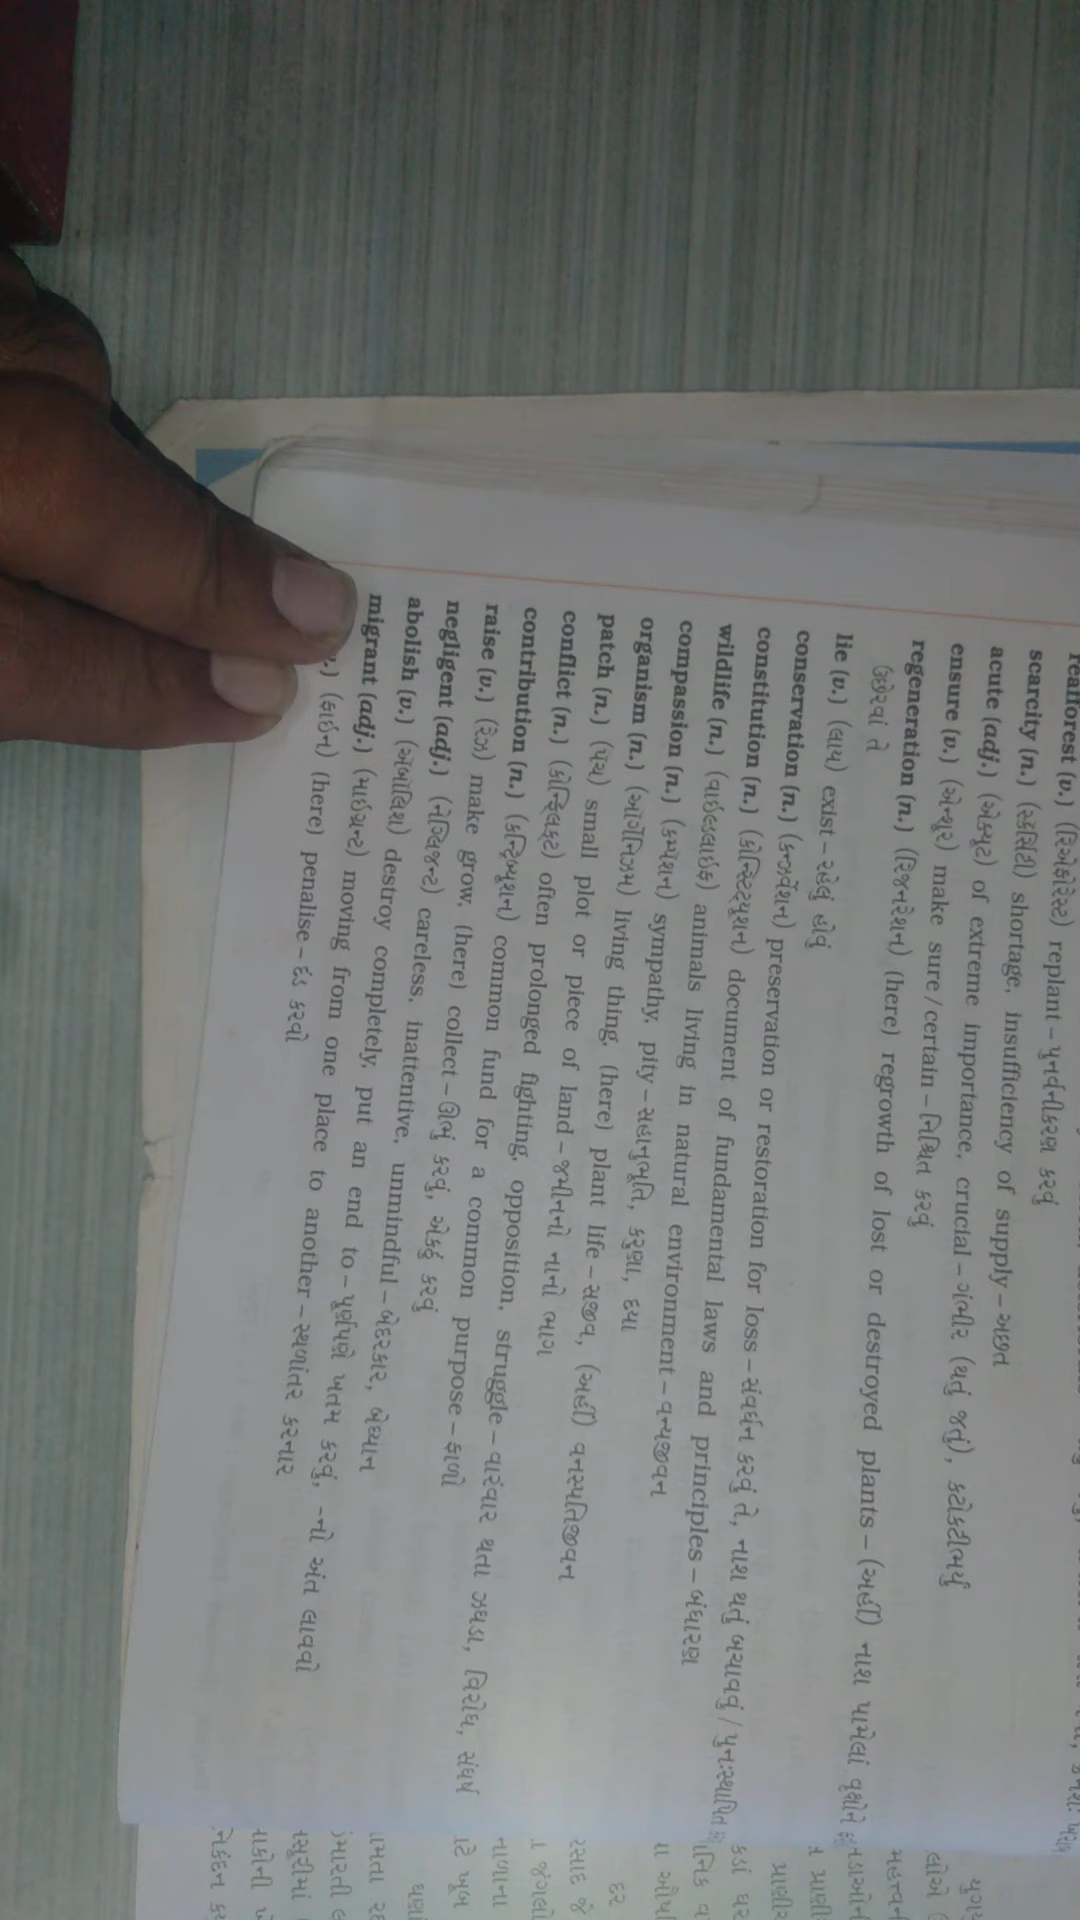 reafforest (v.) (રિઅફોરેસ્ટ) replant – પુનર્વનીકરણ કરવું
scarcity (n.) (સ્કર્સિટી) shortage, insufficiency of supply – અછત
acute (adj.) (એક્યૂટ) of extreme importance, crucial – ગંભીર (થતું જતું), કટોકટીભર્યું
ensure (v.) (એન્શુર) make sure / certain – નિશ્ચિત કરવું
regeneration (n.) (રિજનરેશન) (here) regrowth of lost or destroyed plants – (અહીં) નાશ પામેલાં વૃક્ષોને
ઉછેરવાં તે
lie (v.) (લાય) exist – રહેલું હોવું
conservation (n.) (કન્ઝર્વેશન) preservation or restoration for loss – સંવર્ધન કરવું તે, નાશ થતું બચાવવું / પુનઃસ્થાપિત
constitution (n.) (કોન્સ્ટિટ્યૂશન) document of fundamental laws and principles – બંધારણ
wildlife (n.) (વાઇલ્ડલાઇફ) animals living in natural environment – વન્યજીવન
compassion (n.) (કમ્પૅશન) sympathy, pity – સહાનુભૂતિ, કરુણા, દયા
organism (n.) (ઑર્ગેનિઝમ) living thing, (here) plant life – સજીવ, (અહીં) વનસ્પતિજીવન
patch (n.) (પૅચ) small plot or piece of land – જમીનનો નાનો ભાગ
conflict (n.) (કોન્ફ્લિક્ટ) often prolonged fighting, opposition, struggle – વારંવાર થતા ઝઘડા, વિરોધ, સંઘર્ષ
contribution (n.) (કન્ટ્રિબ્યૂશન) common fund for a common purpose – ફાળો
raise (v.) (રેઝ) make grow, (here) collect – ઊભું કરવું, એકઠું કરવું
negligent (adj.) (નેગ્લિજન્ટ) careless, inattentive, unmindful – બેદરકાર, બેધ્યાન
abolish (v.) (ઍબૉલિશ) destroy completely, put an end to – પૂર્ણપણે ખતમ કરવું, –નો અંત લાવવો
migrant (adj.) (માઇગ્રન્ટ) moving from one place to another – સ્થળાંતર કરનાર
(ફાઇન) (here) penalise – દંડ કરવો